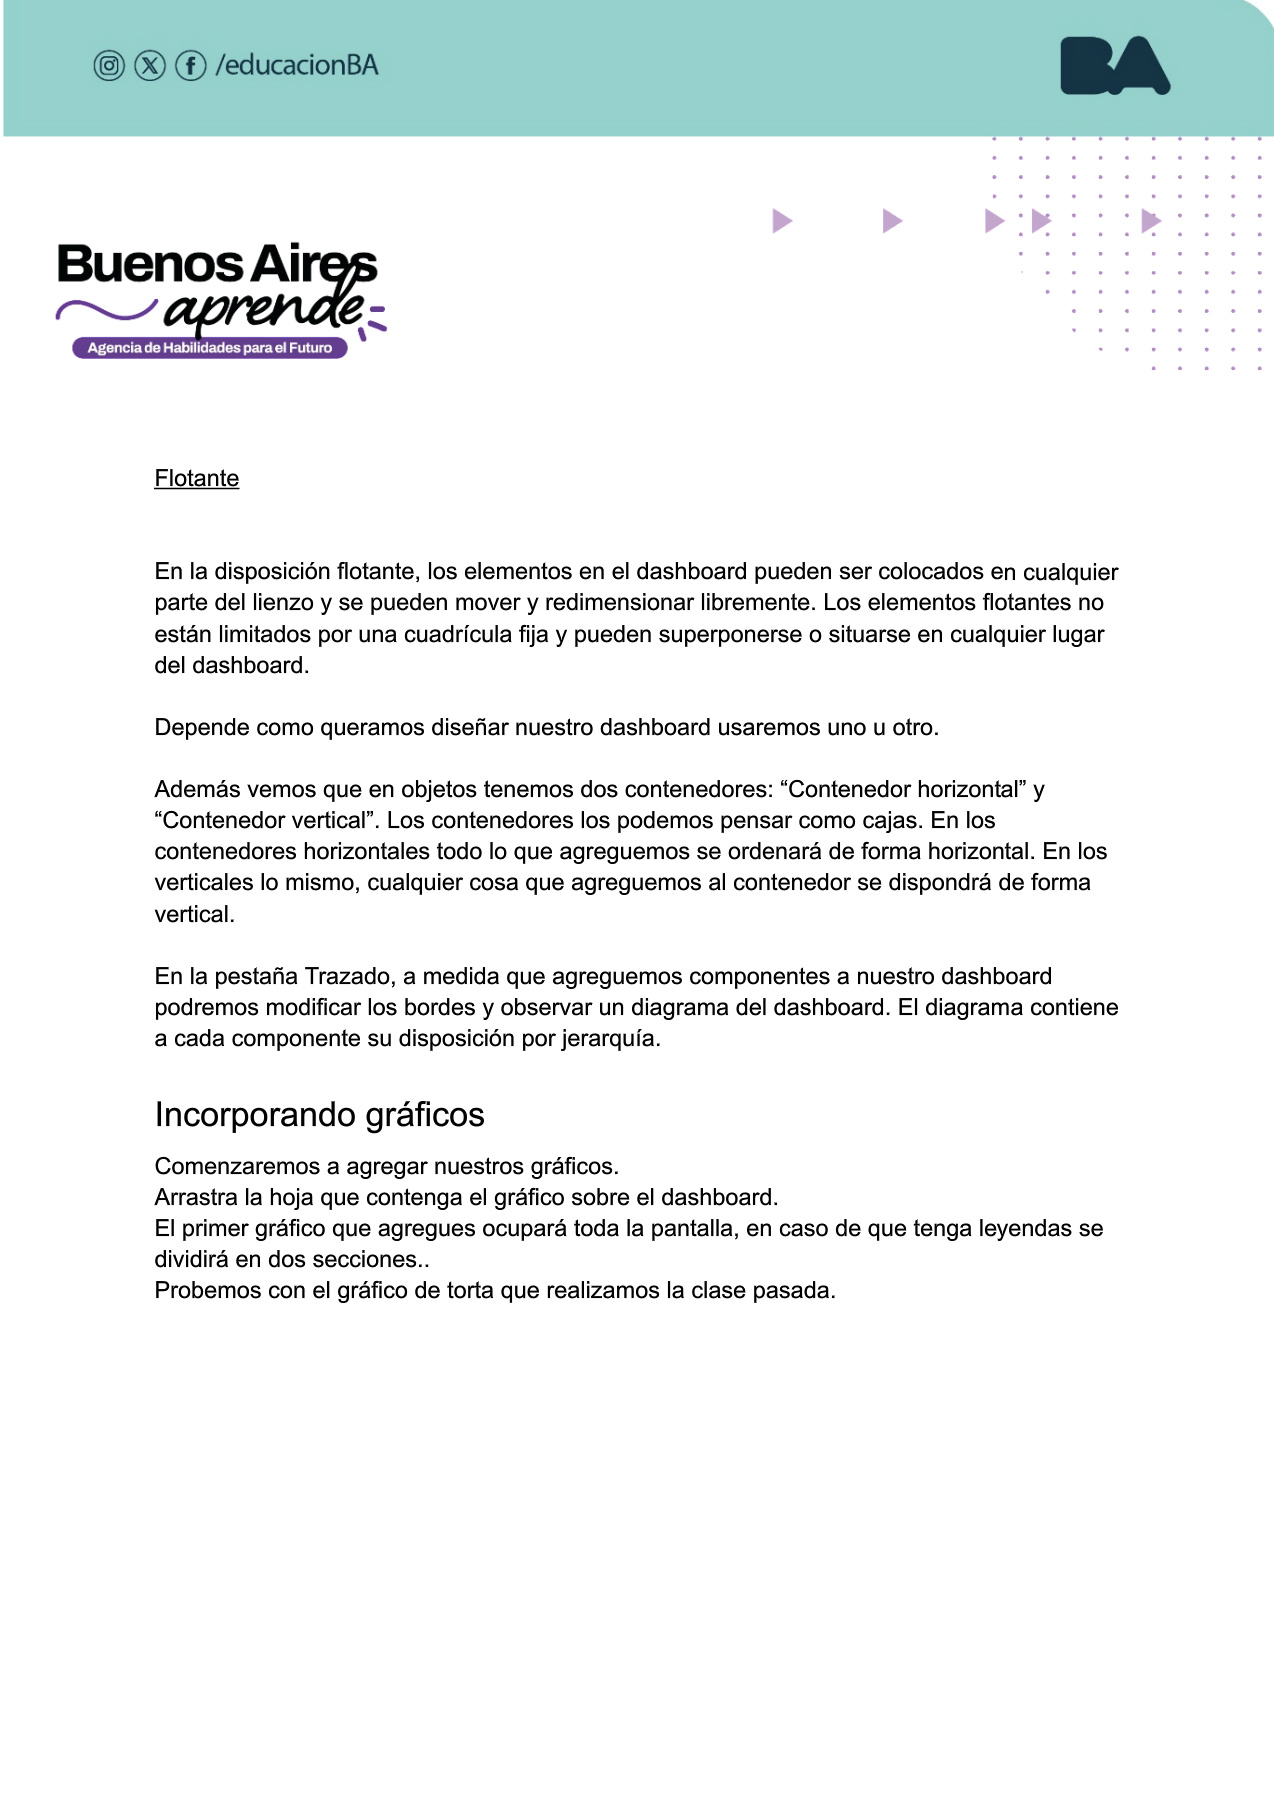 /educacionBA
BA
Buenos Aires
aprende
Agencia de Habilidades para el Futuro
Flotante
En la disposición flotante, los elementos en el dashboard pueden ser colocados en cualquier
parte del lienzo y se pueden mover y redimensionar libremente. Los elementos flotantes no
están limitados por una cuadrícula fija y pueden superponerse o situarse en cualquier lugar
del dashboard.
Depende como queramos diseñar nuestro dashboard usaremos uno u otro.
Además vemos que en objetos tenemos dos contenedores: “Contenedor horizontal” y
“Contenedor vertical”. Los contenedores los podemos pensar como cajas. En los
contenedores horizontales todo lo que agreguemos se ordenará de forma horizontal. En los
verticales lo mismo, cualquier cosa que agreguemos al contenedor se dispondrá de forma
vertical.
En la pestaña Trazado, a medida que agreguemos componentes a nuestro dashboard
podremos modificar los bordes y observar un diagrama del dashboard. El diagrama contiene
a cada componente su disposición por jerarquía.
Incorporando gráficos
Comenzaremos a agregar nuestros gráficos.
Arrastra la hoja que contenga el gráfico sobre el dashboard.
El primer gráfico que agregues ocupará toda la pantalla, en caso de que tenga leyendas se
dividirá en dos secciones..
Probemos con el gráfico de torta que realizamos la clase pasada.